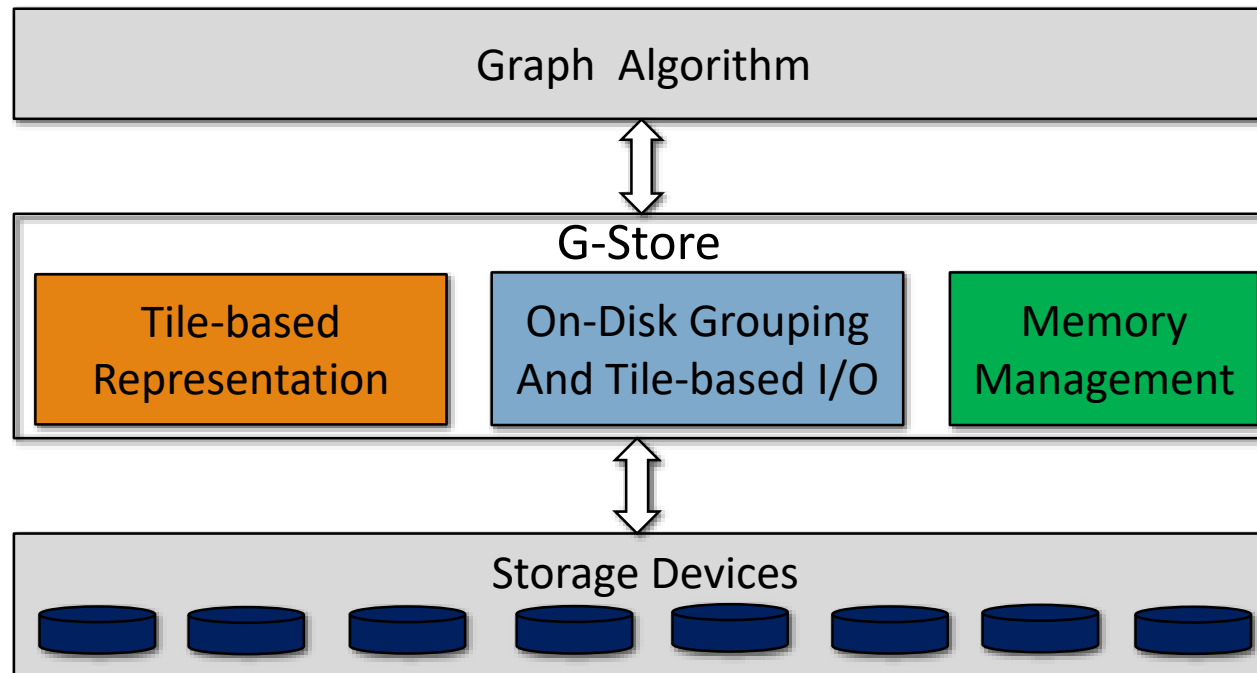 Graph Algorithm
G-Store
Tile-based
Representation
On-Disk Grouping
And Tile-based I/O
Memory
Management
Storage Devices